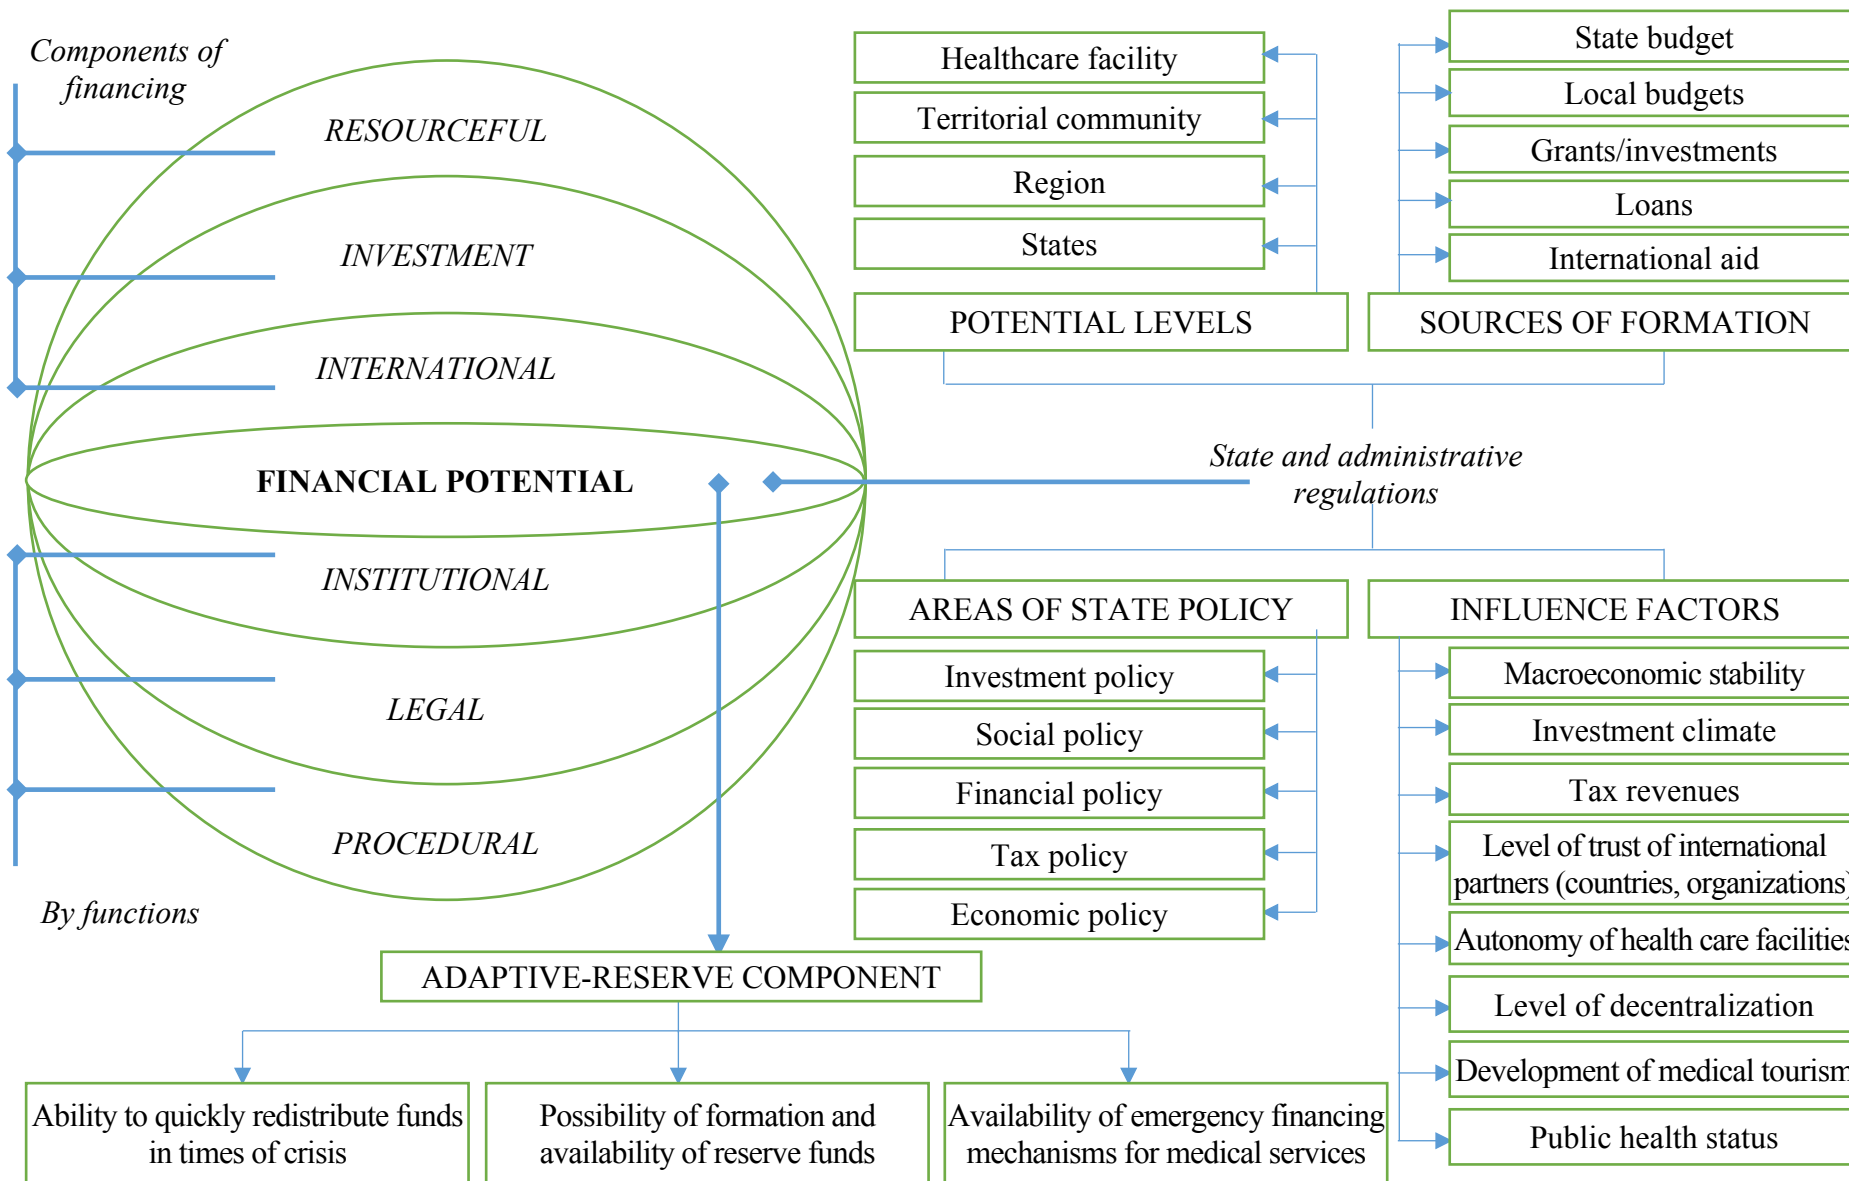 Components of
financing
RESOURCEFUL
INVESTMENT
INTERNATIONAL
FINANCIAL POTENTIAL
INSTITUTIONAL
LEGAL
PROCEDURAL
By functions
Healthcare facility
Territorial community
Region
States
POTENTIAL LEVELS
State budget
Local budgets
Grants/investments
Loans
International aid
SOURCES OF FORMATION
State and administrative
regulations
AREAS OF STATE POLICY
Investment policy
Social policy
Financial policy
Tax policy
Economic policy
INFLUENCE FACTORS
Macroeconomic stability
Investment climate
Tax revenues
Level of trust of international
partners (countries, organizations)
Autonomy of health care facilities
Level of decentralization
Development of medical tourism
Public health status
ADAPTIVE-RESERVE COMPONENT
Ability to quickly redistribute funds
in times of crisis
Possibility of formation and
availability of reserve funds
Availability of emergency financing
mechanisms for medical services